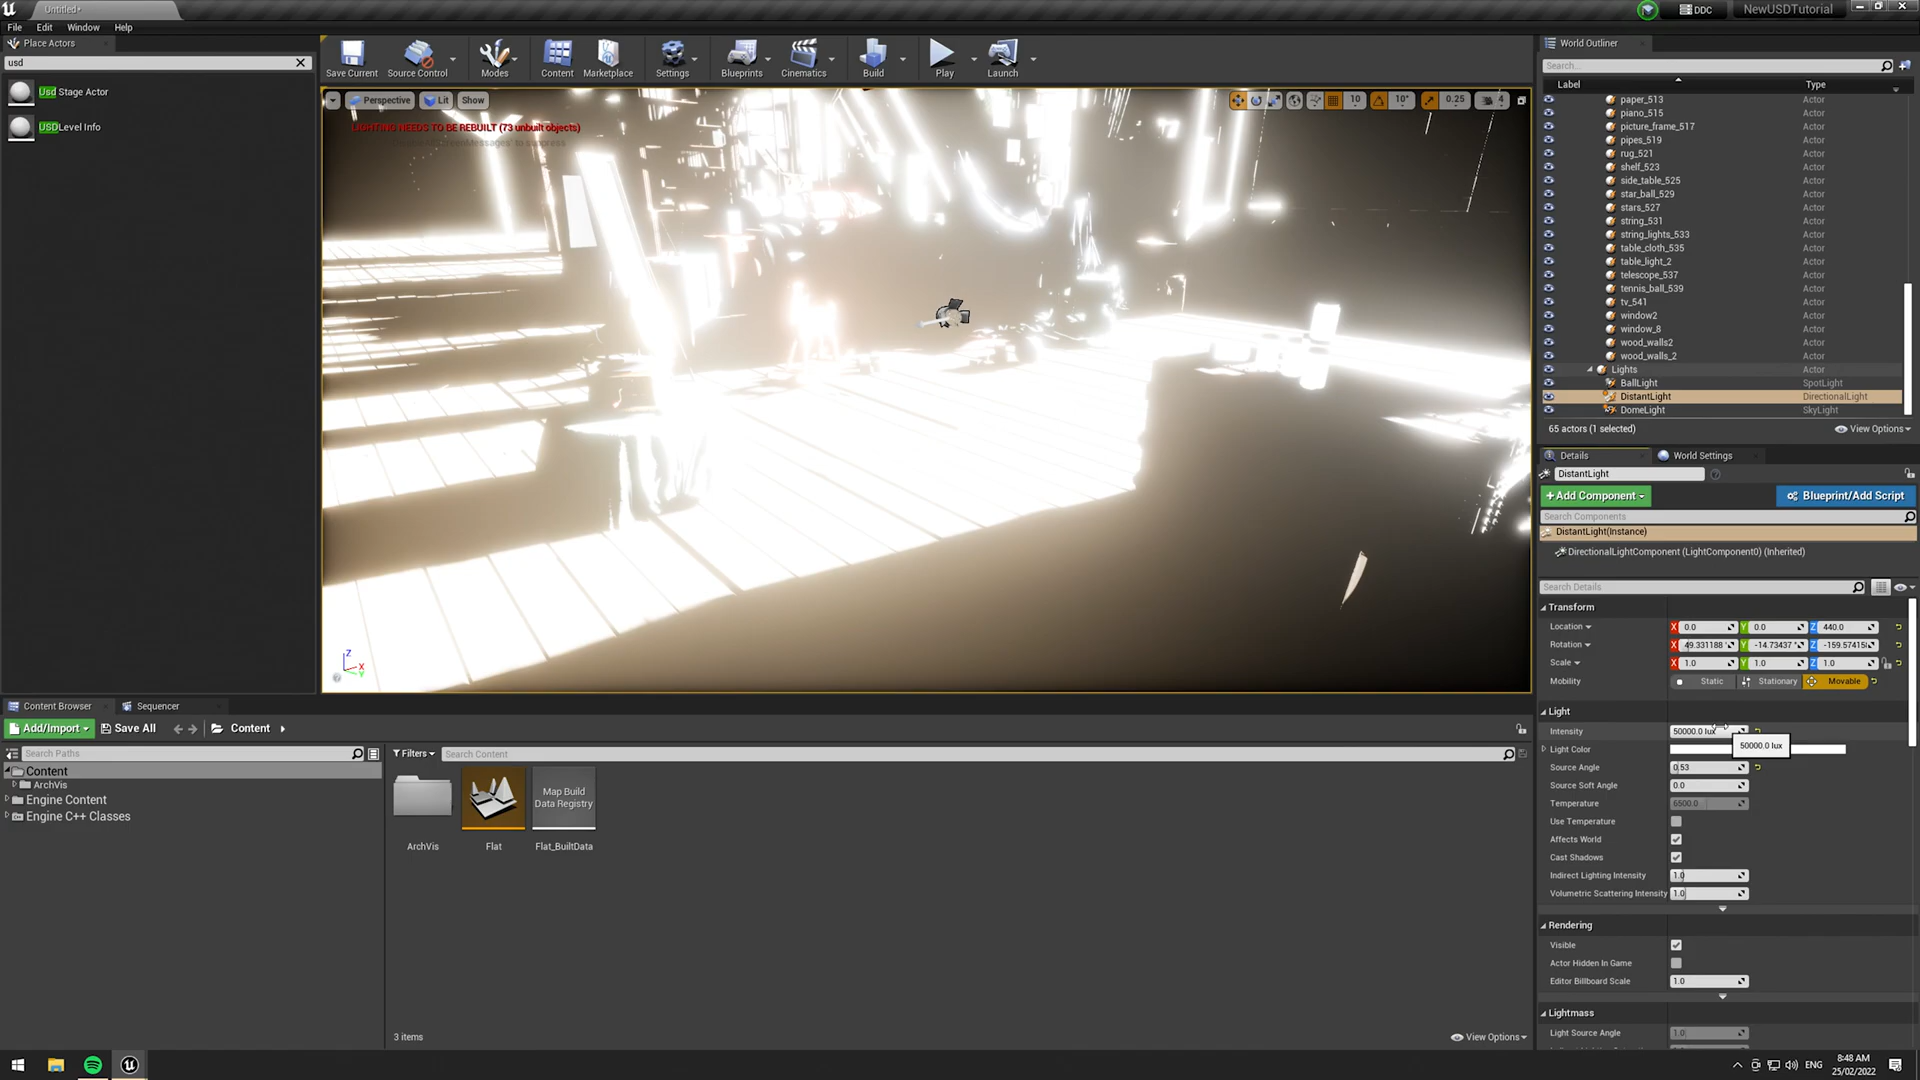 Untitled*
DDC
NewUSDTutorial
File
Edit
Window
Help
Place Actors
usd
Usd Stage Actor
USDLevel Info
Save Current
Source Control
Modes
Content
Marketplace
Settings
Blueprints
Cinematics
Build
Play
Launch
Perspective
Lit
Show
10
10°
0.25
4
LIGHTING NEEDS TO BE REBUILT (73 unbuilt objects)
to suppress
Z
X
Y
World Outliner
Search...
Label
Type
paper_513
Actor
piano_515
Actor
picture_frame_517
Actor
pipes_519
Actor
rug_521
Actor
shelf_523
Actor
side_table_525
Actor
star_ball_529
Actor
stars_527
Actor
string_531
Actor
string_lights_533
Actor
table_cloth_535
Actor
table_light_2
Actor
telescope_537
Actor
tennis_ball_539
Actor
tv_541
Actor
window2
Actor
window_8
Actor
wood_walls2
Actor
wood_walls_2
Actor
Lights
Actor
BallLight
SpotLight
DistantLight
DirectionalLight
DomeLight
SkyLight
65 actors (1 selected)
View Options
Details
World Settings
DistantLight
+Add Component
Blueprint/Add Script
Search Components
DistantLight(Instance)
DirectionalLightComponent (LightComponent0) (Inherited)
Search Details
Transform
Location
X 0.0
Y 0.0
Z 440.0
Rotation
X 49.331188 °
Y -14.73437 °
Z -159.57415
Scale
X 1.0
Y 1.0
Z 1.0
Mobility
Static
Stationary
Movable
Light
Intensity
50000.0 lux
50000.0 lux
Light Color
Source Angle
0.53
Source Soft Angle
0.0
Temperature
6500.0
Use Temperature
Affects World
Cast Shadows
Indirect Lighting Intensity
1.0
Volumetric Scattering Intensity
1.0
Rendering
Visible
Actor Hidden In Game
Editor Billboard Scale
1.0
Lightmass
Light Source Angle
1.0
Content Browser
Sequencer
Add/Import
Save All
Content
Search Paths
Filters
Search Content
Content
ArchVis
Engine Content
Engine C++ Classes
Map Build
Data Registry
ArchVis
Flat
Flat_BuiltData
3 items
View Options
ENG
8:48 AM
25/02/2022